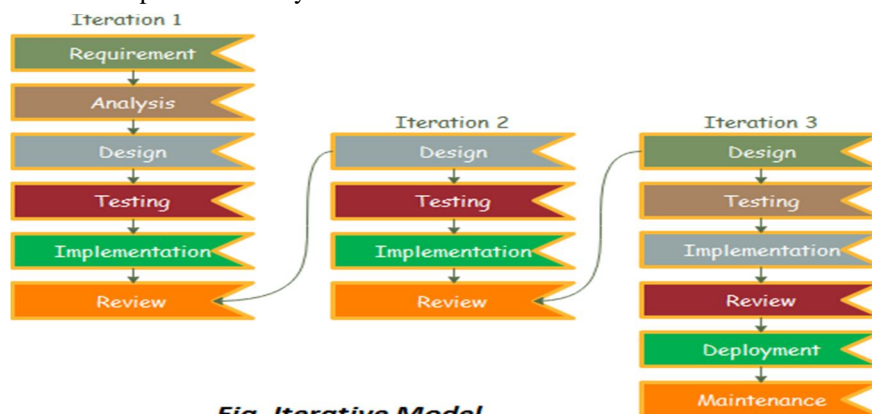 Iteration 1
Requirement
Analysis
Design
Testing
Implementation
Review
Iteration 2
Design
Testing
Implementation
Review
Iteration 3
Design
Testing
Implementation
Review
Deployment
Maintenance
Fig. Iterative Model